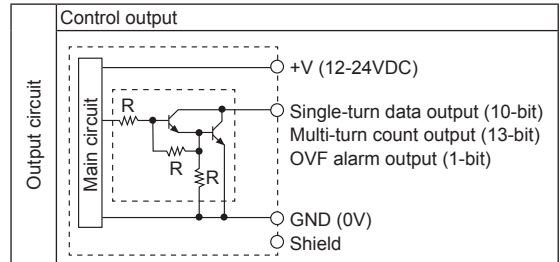 Control output
Output circuit
Main circuit
+V (12-24VDC)
R
Single-turn data output (10-bit)
Multi-turn count output (13-bit)
OVF alarm output (1-bit)
R
R
GND (0V)
Shield